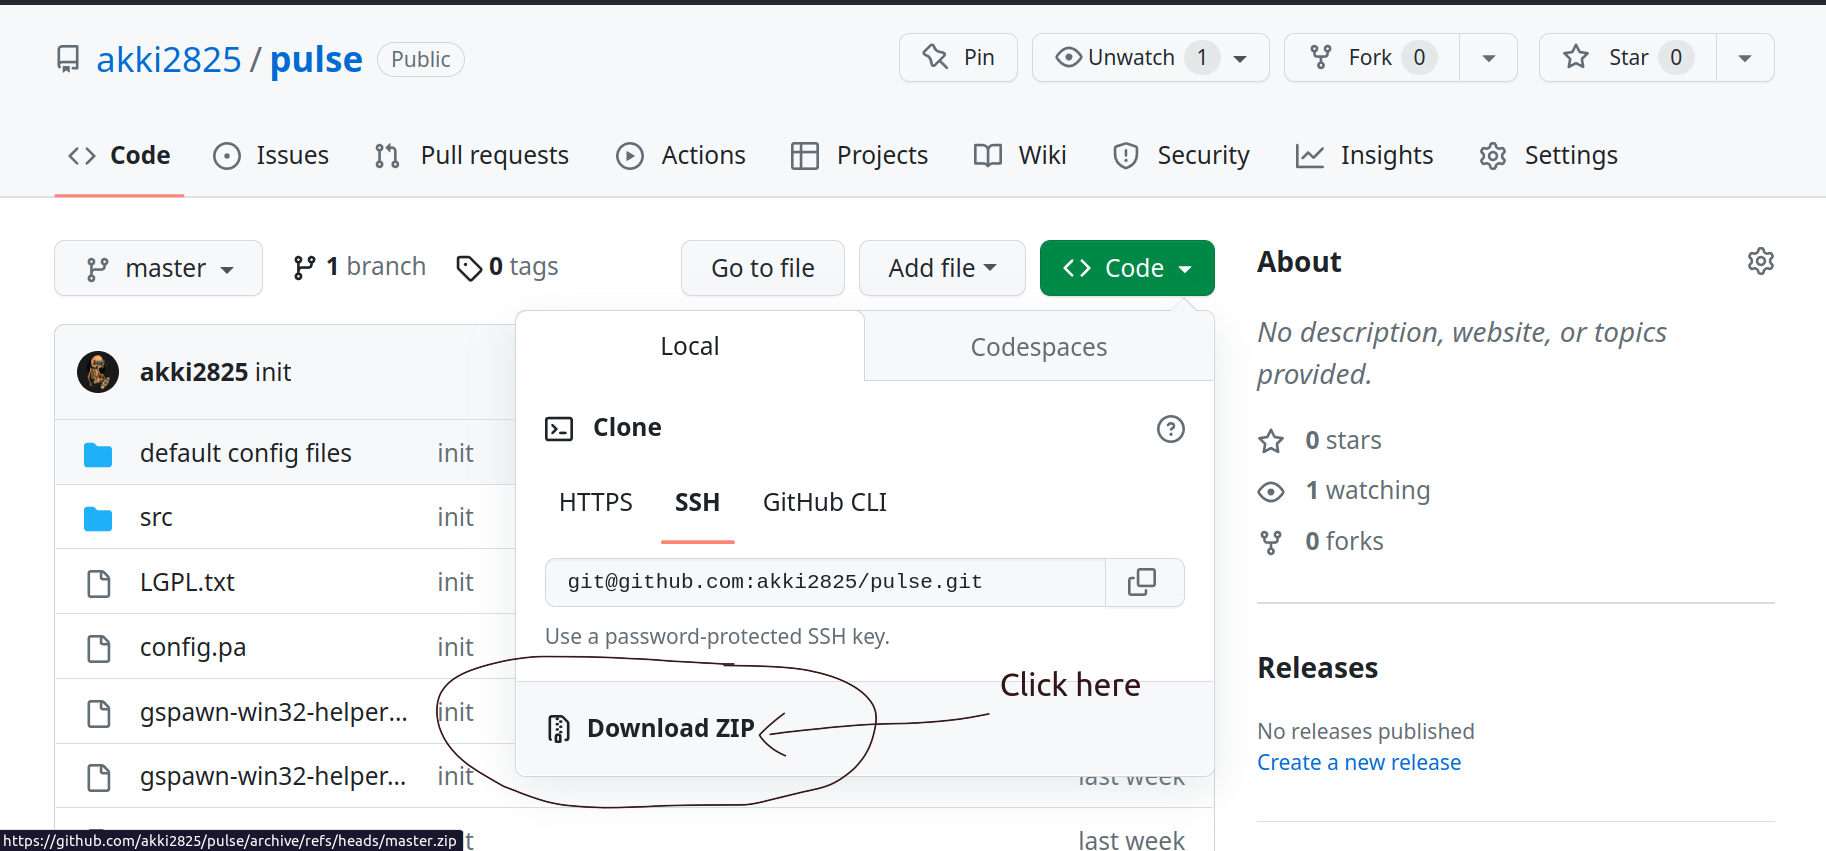 akki2825 / pulse Public
Pin Unwatch 1 Fork 0 Star 0
Code Issues Pull requests Actions Projects Wiki Security Insights Settings
master 1 branch 0 tags Go to file Add file Code
akki2825 init
default config files init
src init
LGPL.txt init
config.pa init
gspawn-win32-helper... init
gspawn-win32-helper... init last week
last week
Local Codespaces
Clone
HTTPS SSH GitHub CLI
git@github.com:akki2825/pulse.git
Use a password-protected SSH key.
Click here
Download ZIP
About
No description, website, or topics
provided.
0 stars
1 watching
0 forks
Releases
No releases published
Create a new release
https://github.com/akki2825/pulse/archive/refs/heads/master.zip